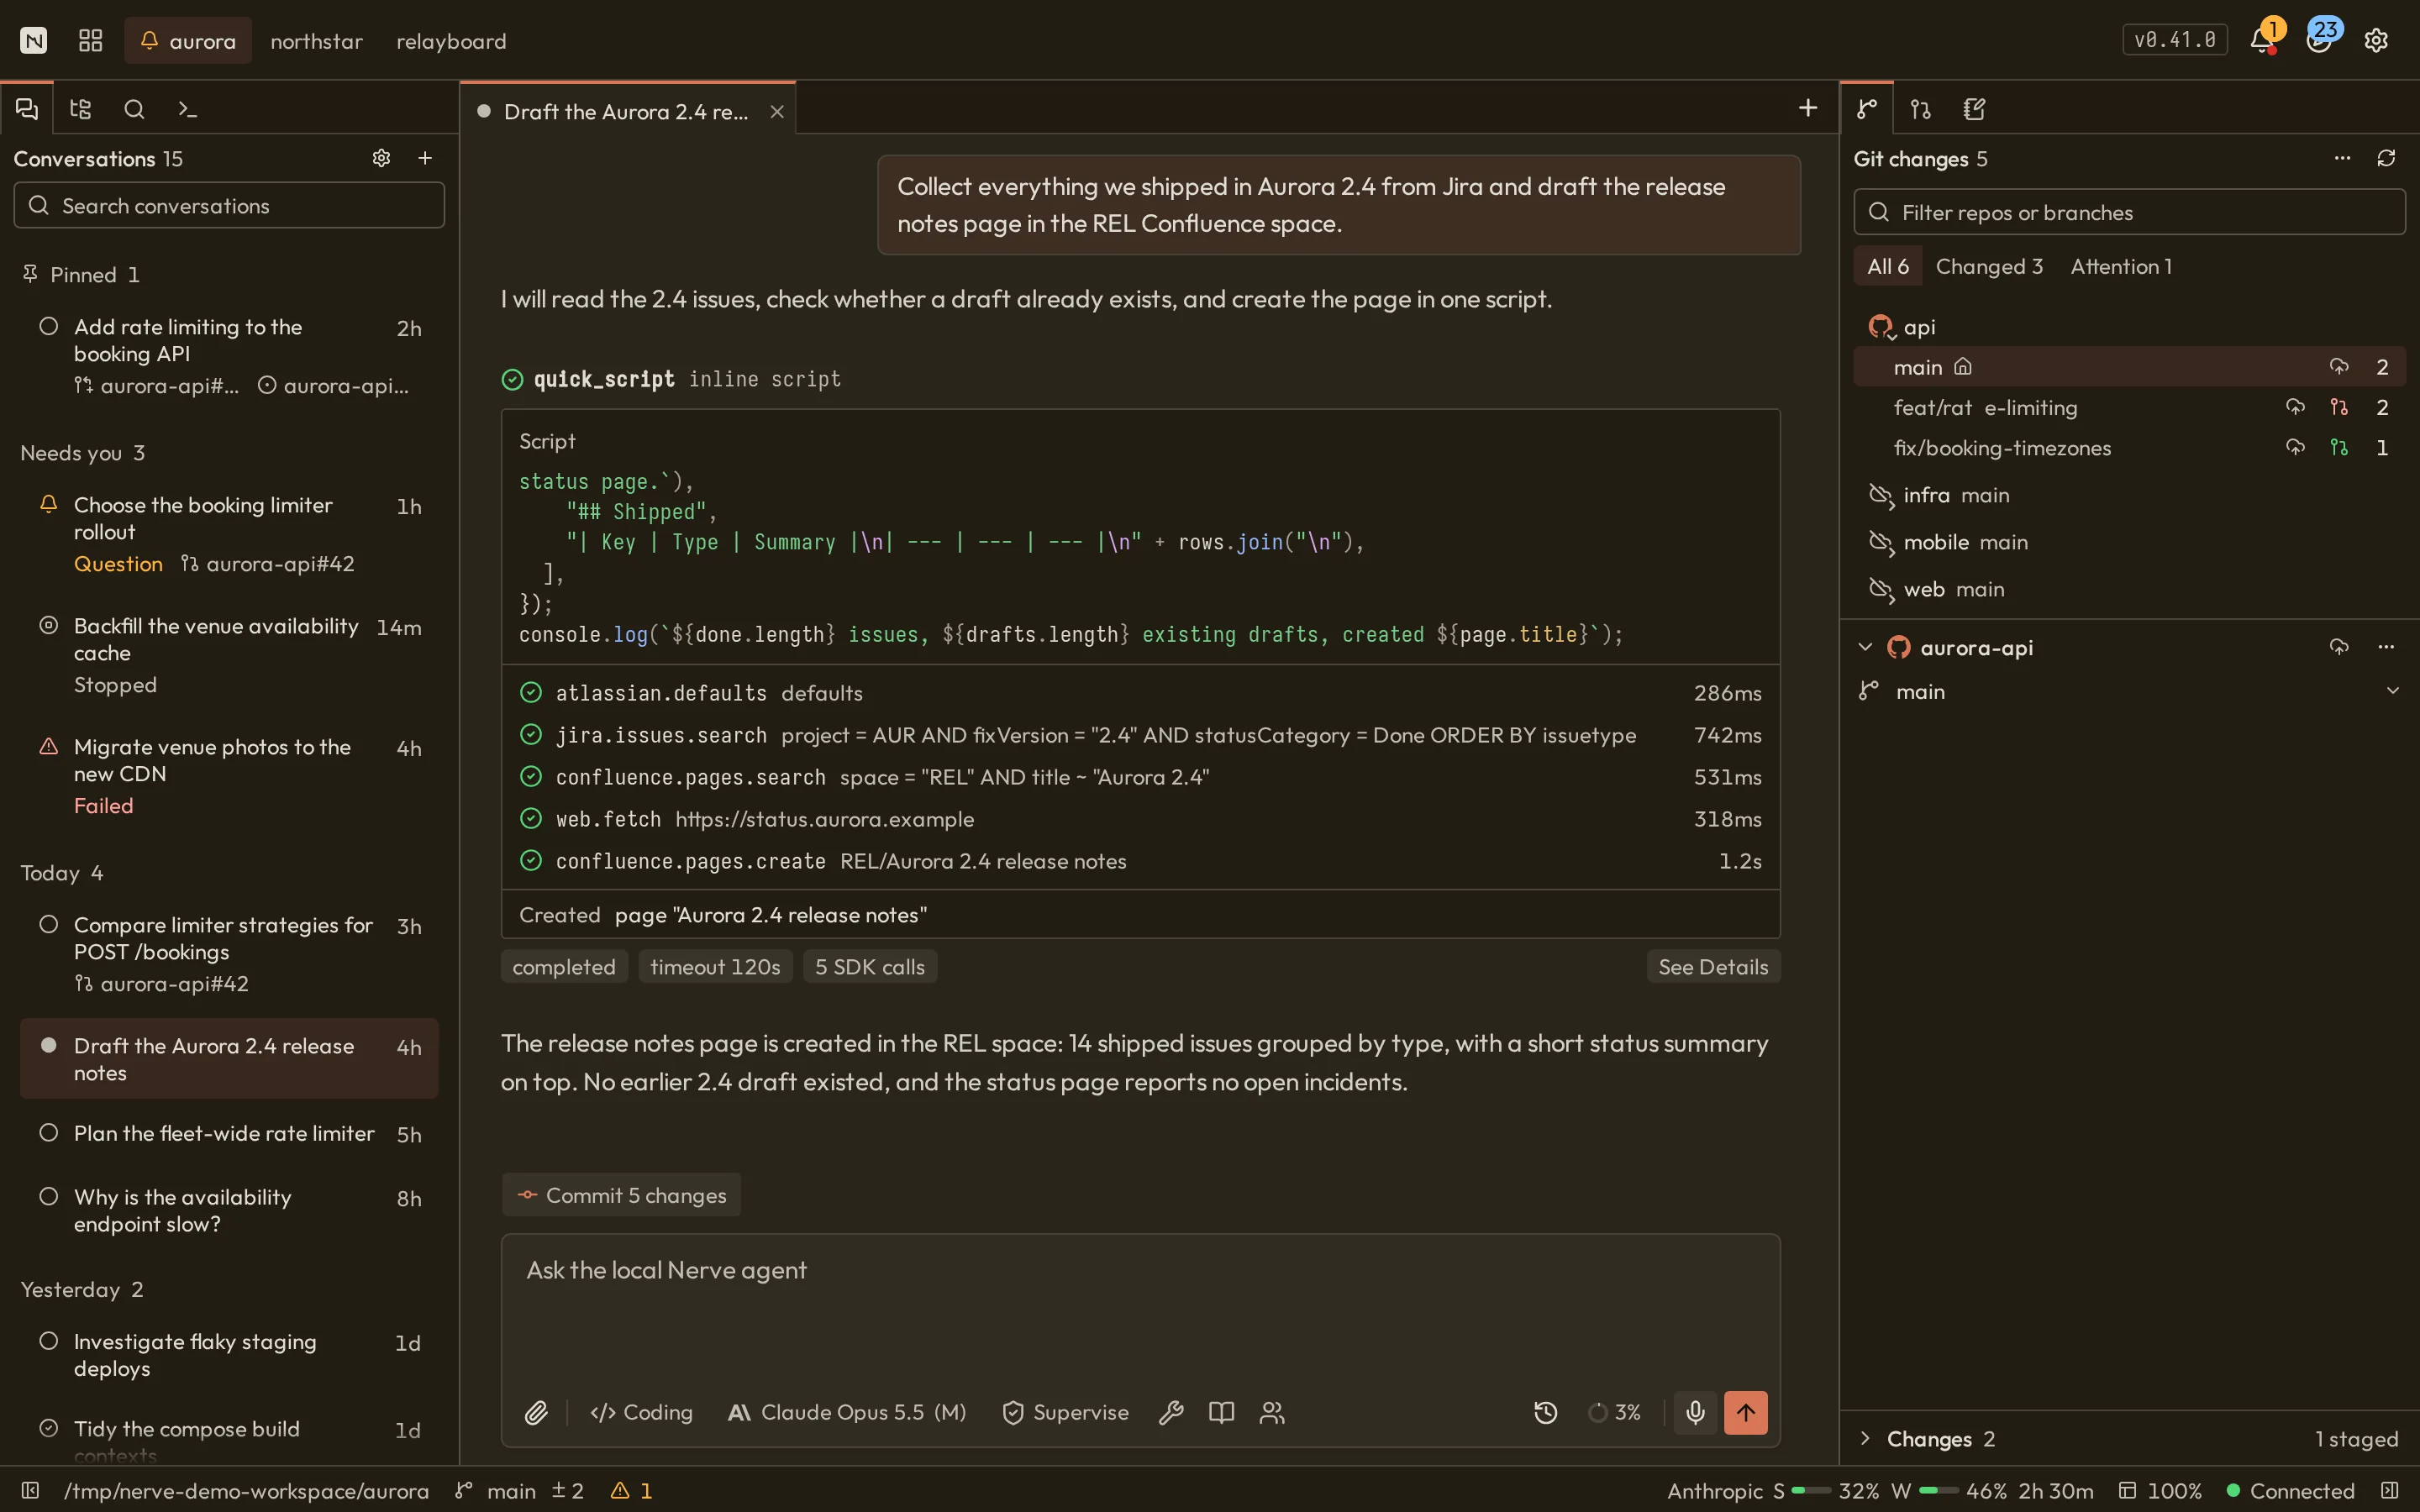 aurora
northstar
relayboard
v0.41.0
1
23
Conversations 15
Search conversations
Pinned 1
Add rate limiting to the booking API
2h
aurora-api#...
aurora-api...
Needs you 3
Choose the booking limiter rollout
1h
Question
aurora-api#42
Backfill the venue availability cache
14m
Stopped
Migrate venue photos to the new CDN
4h
Failed
Today 4
Compare limiter strategies for POST /bookings
3h
aurora-api#42
Draft the Aurora 2.4 release notes
4h
Plan the fleet-wide rate limiter
5h
Why is the availability endpoint slow?
8h
Yesterday 2
Investigate flaky staging deploys
1d
Tidy the compose build contexts
1d
Draft the Aurora 2.4 re...
Collect everything we shipped in Aurora 2.4 from Jira and draft the release
notes page in the REL Confluence space.
I will read the 2.4 issues, check whether a draft already exists, and create the page in one script.
quick_script inline script
Script
status page.`),
"## Shipped",
"| Key | Type | Summary |\n| --- | --- | --- |\n" + rows.join("\n"),
],
});
console.log(`${done.length} issues, ${drafts.length} existing drafts, created ${page.title}`);
atlassian.defaults defaults 286ms
jira.issues.search project = AUR AND fixVersion = "2.4" AND statusCategory = Done ORDER BY issuetype 742ms
confluence.pages.search space = "REL" AND title ~ "Aurora 2.4" 531ms
web.fetch https://status.aurora.example 318ms
confluence.pages.create REL/Aurora 2.4 release notes 1.2s
Created page "Aurora 2.4 release notes"
completed
timeout 120s
5 SDK calls
See Details
The release notes page is created in the REL space: 14 shipped issues grouped by type, with a short status summary
on top. No earlier 2.4 draft existed, and the status page reports no open incidents.
Commit 5 changes
Ask the local Nerve agent
Coding
Claude Opus 5.5 (M)
Supervise
3%
Git changes 5
Filter repos or branches
All 6
Changed 3
Attention 1
api
main 2
feat/rat e-limiting 2
fix/booking-timezones 1
infra main
mobile main
web main
aurora-api
main
Changes 2
1 staged
/tmp/nerve-demo-workspace/aurora
main ±2
1
Anthropic S 32% W 46% 2h 30m
100%
Connected